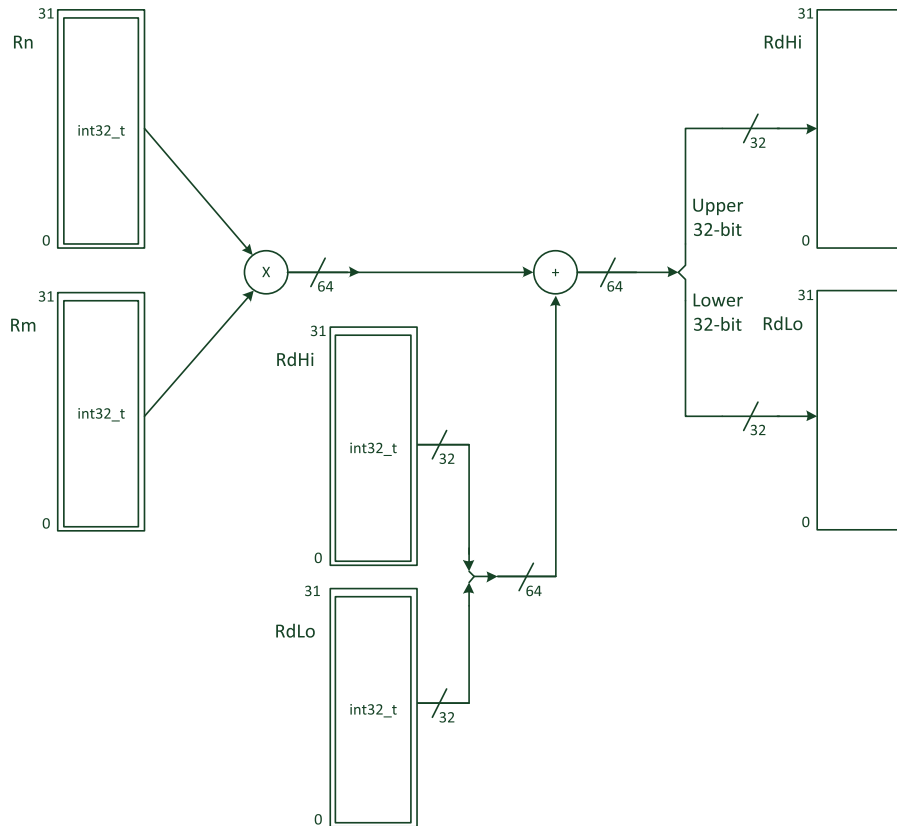 31
Rn
int32_t
0
31
Rm
int32_t
0
X
64
31
RdHi
int32_t
32
0
31
RdLo
int32_t
32
0
64
+
64
Upper
32-bit
Lower
32-bit
32
31
RdHi
0
32
31
RdLo
0